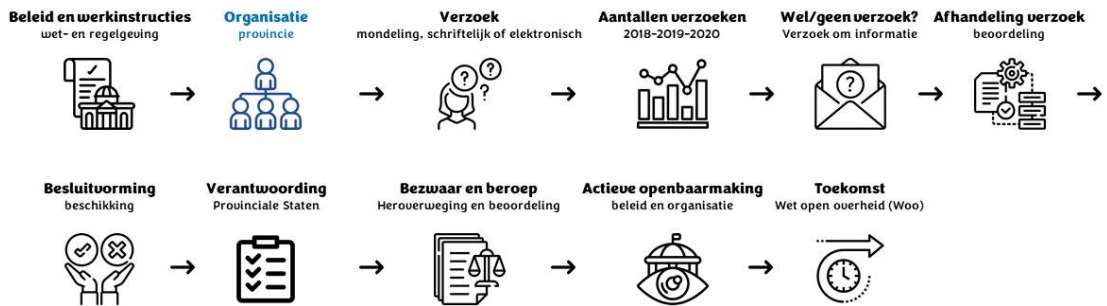 Beleid en werkinstructies
wet- en regelgeving
Organisatie
provincie
Verzoek
mondeling, schriftelijk of elektronisch
Aantallen verzoeken
2018-2019-2020
Wel/geen verzoek?
Verzoek om informatie
Afhandeling verzoek
beoordeling
Besluitvorming
beschikking
Verantwoording
Provinciale Staten
Bezwaar en beroep
Heroverweging en beoordeling
Actieve openbaarmaking
beleid en organisatie
Toekomst
Wet open overheid (Woo)